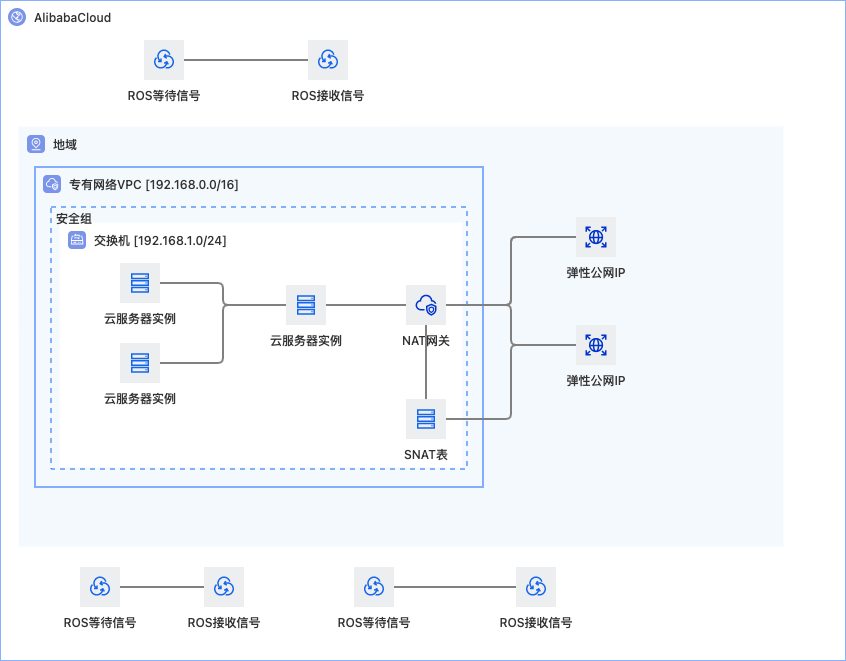 AlibabaCloud
ROS等待信号
ROS接收信号
地域
专有网络VPC [192.168.0.0/16]
安全组
交换机 [192.168.1.0/24]
弹性公网IP
云服务器实例
云服务器实例
NAT网关
弹性公网IP
云服务器实例
SNAT表
ROS等待信号
ROS接收信号
ROS等待信号
ROS接收信号